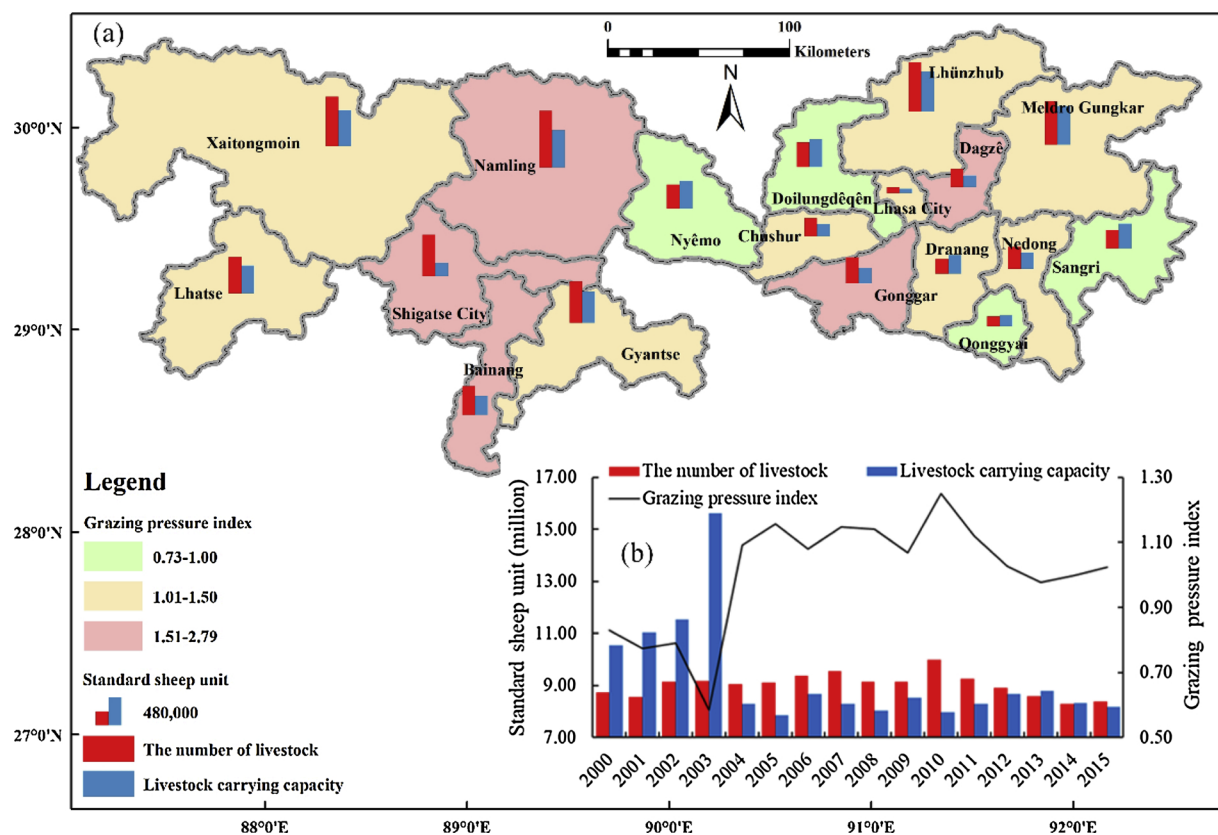 (a)
0 100
Kilometers
N
30°0'N
29°0'N
28°0'N
27°0'N
Xaitongmoin
Namling
Lhünzhub
Meldro Gungkar
Dagzê
Doilungdêqên
Lhasa City
Nyêmo
Chushur
Dranang
Nedong
Sangri
Lhatse
Shigatse City
Gonggar
Qonggyai
Gyantse
Bainang
Legend
Grazing pressure index
0.73-1.00
1.01-1.50
1.51-2.79
Standard sheep unit
480,000
The number of livestock
Livestock carrying capacity
(b)
The number of livestock
Livestock carrying capacity
Grazing pressure index
Standard sheep unit (million)
17.00
15.00
13.00
11.00
9.00
7.00
Grazing pressure index
1.30
1.10
0.90
0.70
0.50
2000 2001 2002 2003 2004 2005 2006 2007 2008 2009 2010 2011 2012 2013 2014 2015
88°0'E 89°0'E 90°0'E 91°0'E 92°0'E